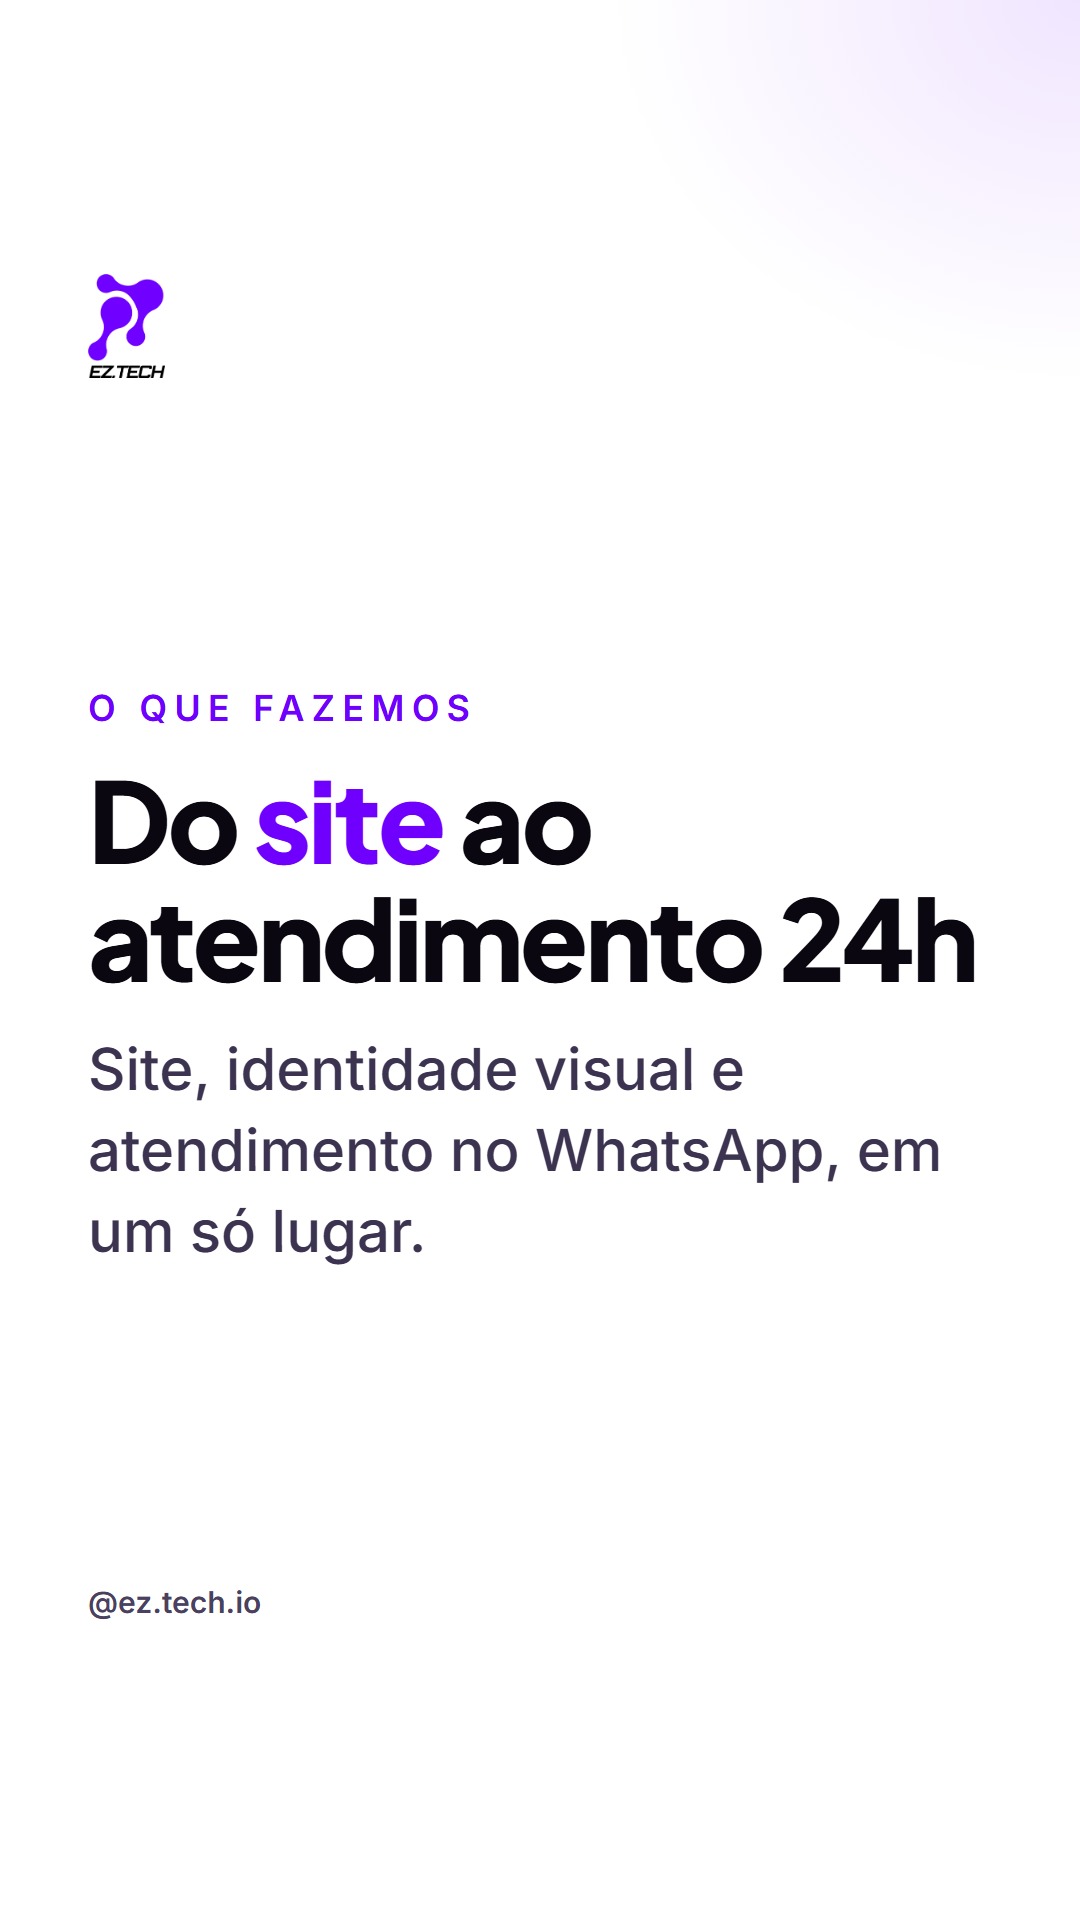 EZ.TECH
O QUE FAZEMOS
Do site ao
atendimento 24h
Site, identidade visual e
atendimento no WhatsApp, em
um só lugar.
@ez.tech.io